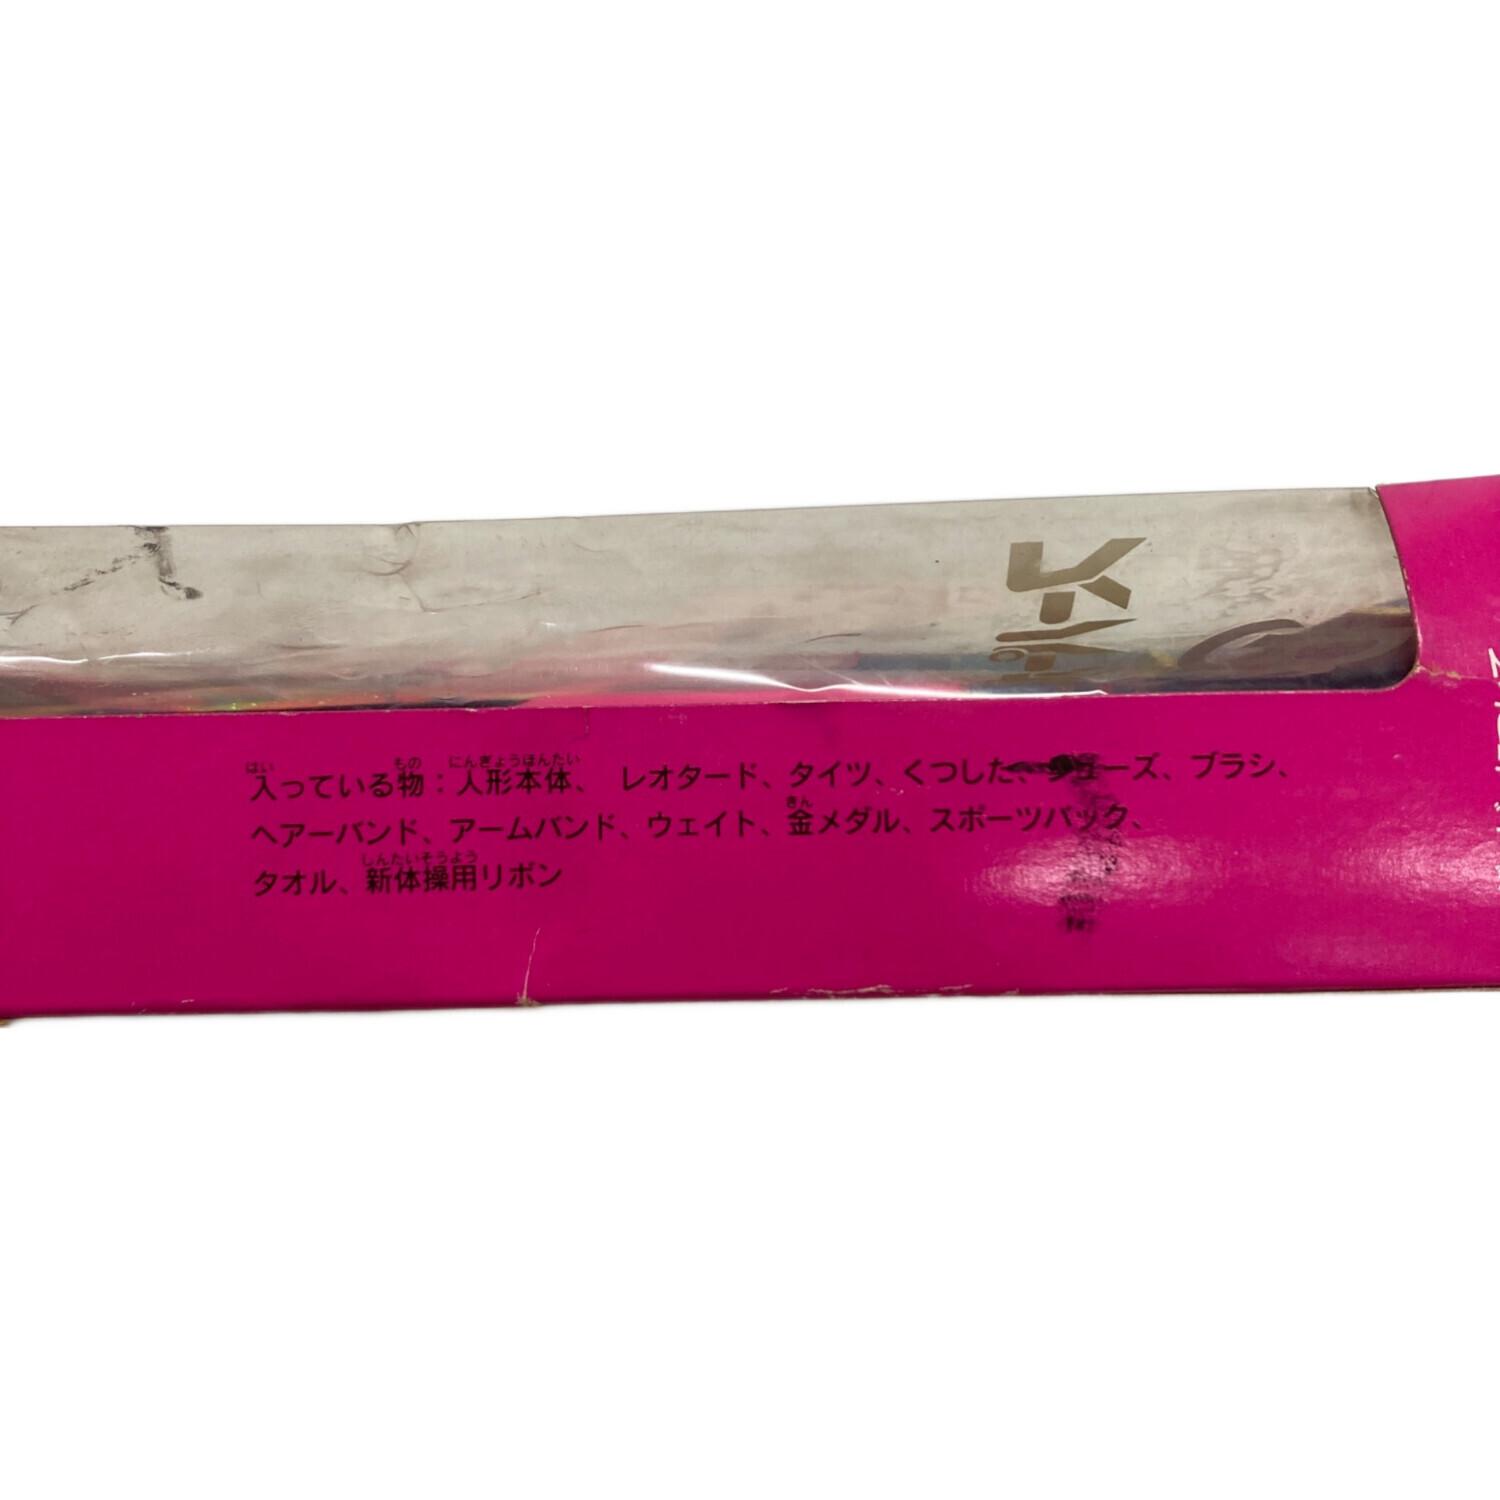 入っている物：人形本体、レオタード、タイツ、くつした、シューズ、ブラシ、
ヘアーバンド、アームバンド、ウェイト、金メダル、スポーツバック、
タオル、新体操用リボン